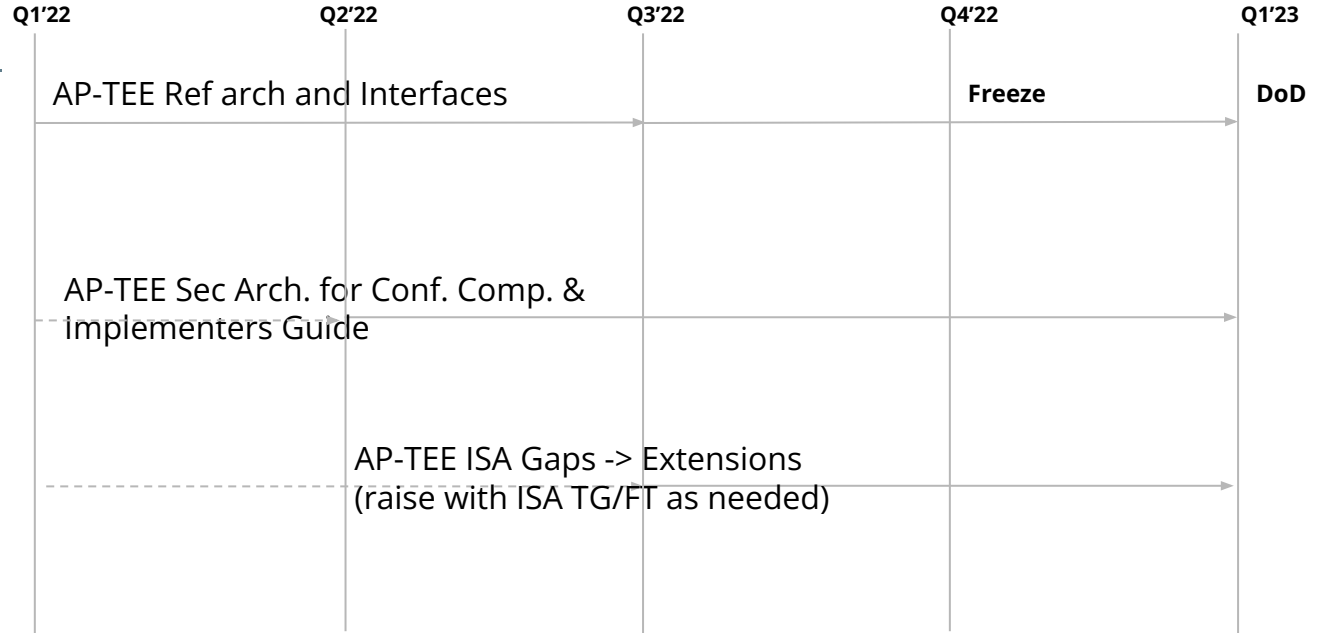 Q1’22 Q2’22 Q3’22 Q4’22 Q1’23
AP-TEE Ref arch and Interfaces Freeze DoD
AP-TEE Sec Arch. for Conf. Comp. &
Implementers Guide
AP-TEE ISA Gaps -> Extensions
(raise with ISA TG/FT as needed)